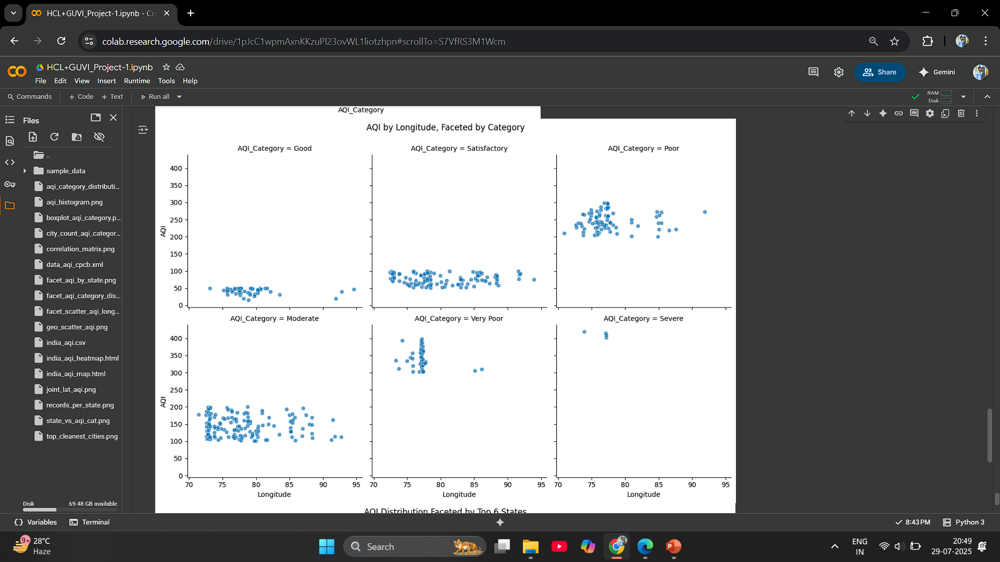 HCL+GUVI_Project-1.ipynb - Co
colab.research.google.com/drive/1pJcC1wpmAxnKKzuPl23ovWL1liotzhpn#scrollTo=S7VfRS3M1Wcm
HCL+GUVI_Project-1.ipynb
File Edit View Insert Runtime Tools Help
Share
Gemini
Commands + Code + Text Run all
RAM
Disk
Files
..
sample_data
aqi_category_distributi...
aqi_histogram.png
boxplot_aqi_category.p...
city_count_aqi_categor...
correlation_matrix.png
data_aqi_cpcb.xml
facet_aqi_by_state.png
facet_aqi_category_dis...
facet_scatter_aqi_long...
geo_scatter_aqi.png
india_aqi.csv
india_aqi_heatmap.html
india_aqi_map.html
joint_lat_aqi.png
records_per_state.png
state_vs_aqi_cat.png
top_cleanest_cities.png
Disk 69.48 GB available
AQI_Category
AQI by Longitude, Faceted by Category
AQI_Category = Good AQI_Category = Satisfactory AQI_Category = Poor
400
350
300
250
200
150
100
50
0
AQI
AQI_Category = Moderate AQI_Category = Very Poor AQI_Category = Severe
400
350
300
250
200
150
100
50
0
AQI
70 75 80 85 90 95 70 75 80 85 90 95 70 75 80 85 90 95
Longitude Longitude Longitude
AQI Distribution Faceted by Top 6 States
Variables Terminal
8:43 PM Python 3
9+
28°C
Haze
Search
ENG
IN
20:49
29-07-2025